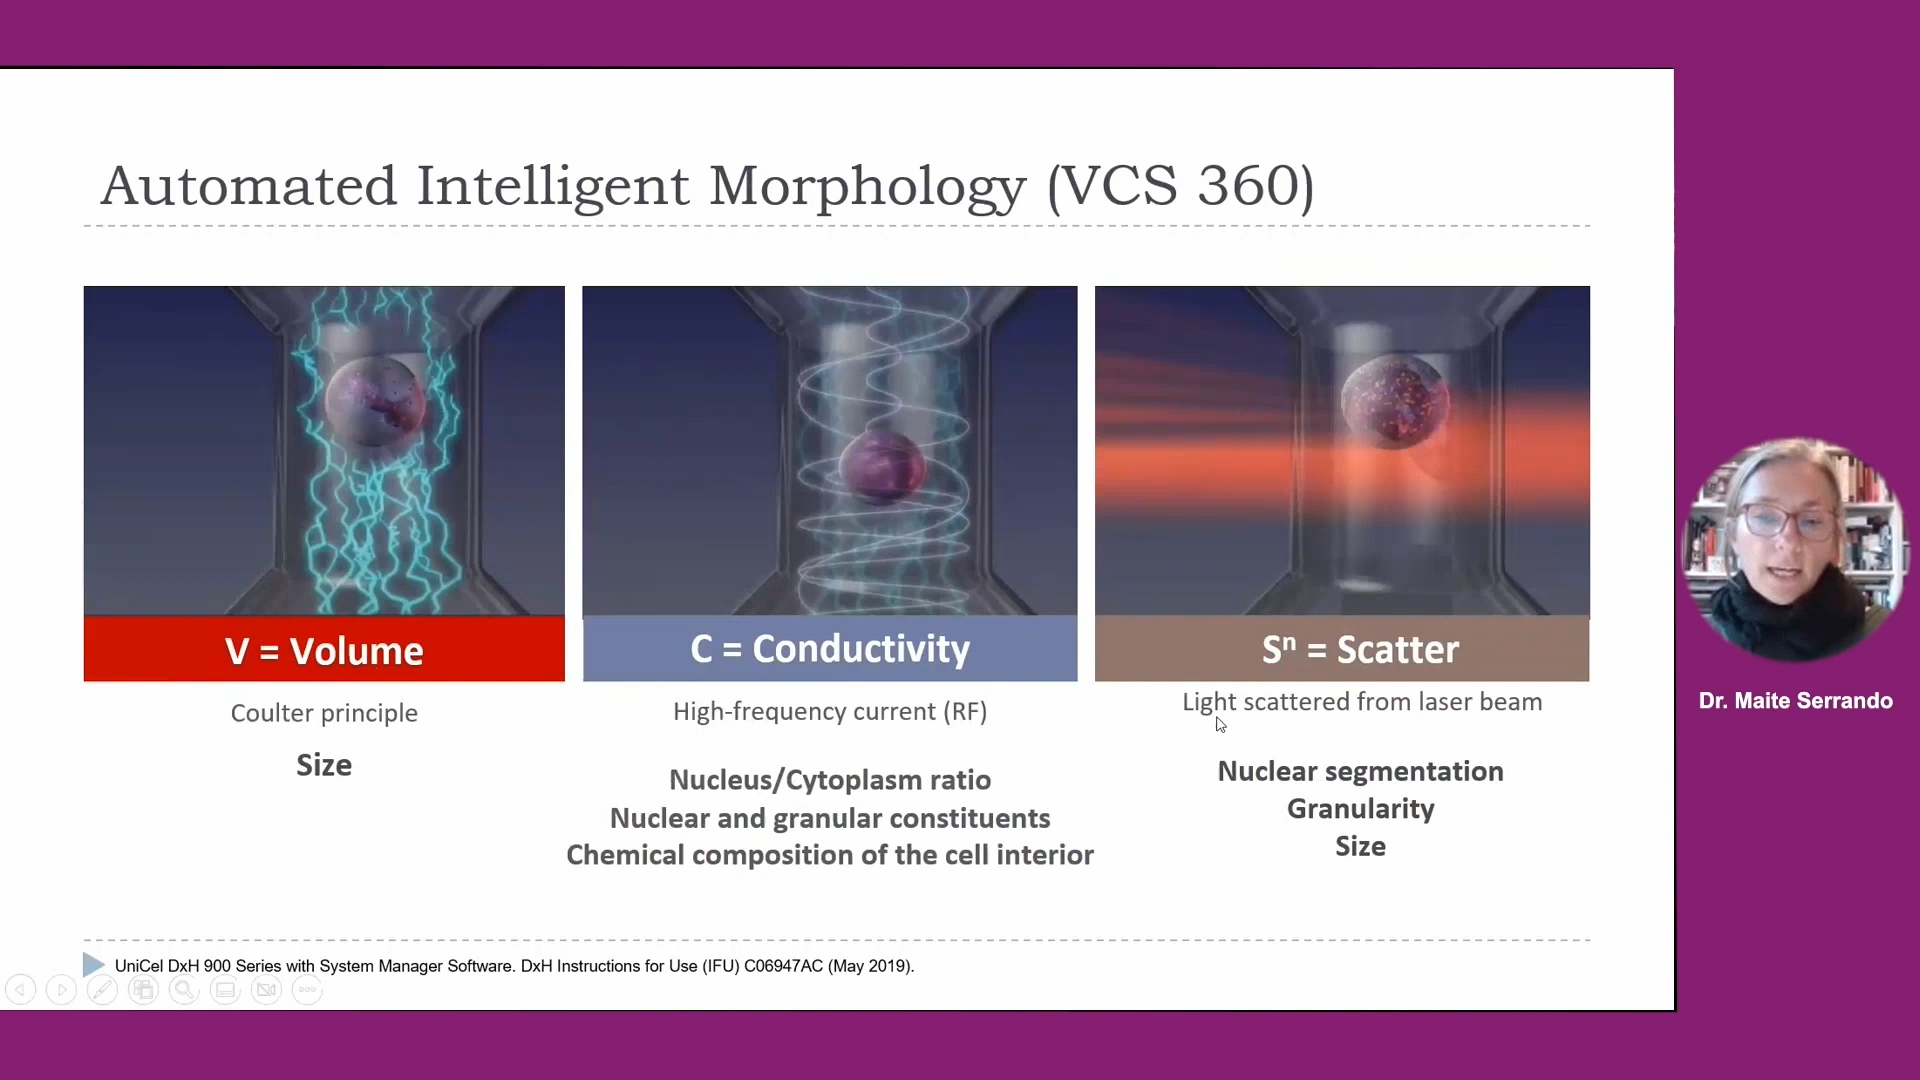 Automated Intelligent Morphology (VCS 360)
V = Volume
Coulter principle
Size
C = Conductivity
High-frequency current (RF)
Nucleus/Cytoplasm ratio
Nuclear and granular constituents
Chemical composition of the cell interior
Sⁿ = Scatter
Light scattered from laser beam
Nuclear segmentation
Granularity
Size
Dr. Maite Serrando
UniCel DxH 900 Series with System Manager Software. DxH Instructions for Use (IFU) C06947AC (May 2019).